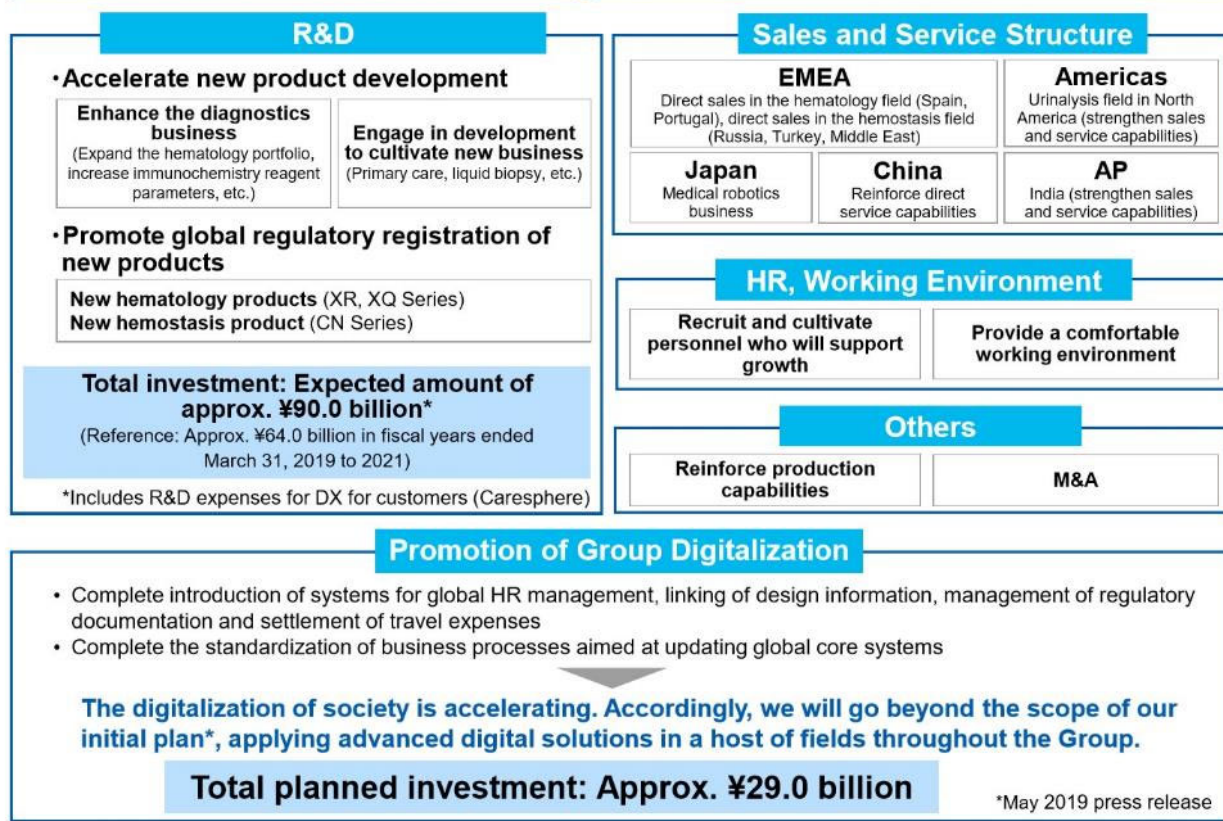 R&D
・Accelerate new product development
Enhance the diagnostics
business
(Expand the hematology portfolio,
increase immunochemistry reagent
parameters, etc.)
Engage in development
to cultivate new business
(Primary care, liquid biopsy, etc.)
・Promote global regulatory registration of
new products
New hematology products (XR, XQ Series)
New hemostasis product (CN Series)
Total investment: Expected amount of
approx. ¥90.0 billion*
(Reference: Approx. ¥64.0 billion in fiscal years ended
March 31, 2019 to 2021)
*Includes R&D expenses for DX for customers (Caresphere)
Sales and Service Structure
EMEA
Direct sales in the hematology field (Spain,
Portugal), direct sales in the hemostasis field
(Russia, Turkey, Middle East)
Americas
Urinalysis field in North
America (strengthen sales
and service capabilities)
Japan
Medical robotics
business
China
Reinforce direct
service capabilities
AP
India (strengthen sales
and service capabilities)
HR, Working Environment
Recruit and cultivate
personnel who will support
growth
Provide a comfortable
working environment
Others
Reinforce production
capabilities
M&A
Promotion of Group Digitalization
• Complete introduction of systems for global HR management, linking of design information, management of regulatory
documentation and settlement of travel expenses
• Complete the standardization of business processes aimed at updating global core systems
The digitalization of society is accelerating. Accordingly, we will go beyond the scope of our
initial plan*, applying advanced digital solutions in a host of fields throughout the Group.
Total planned investment: Approx. ¥29.0 billion
*May 2019 press release